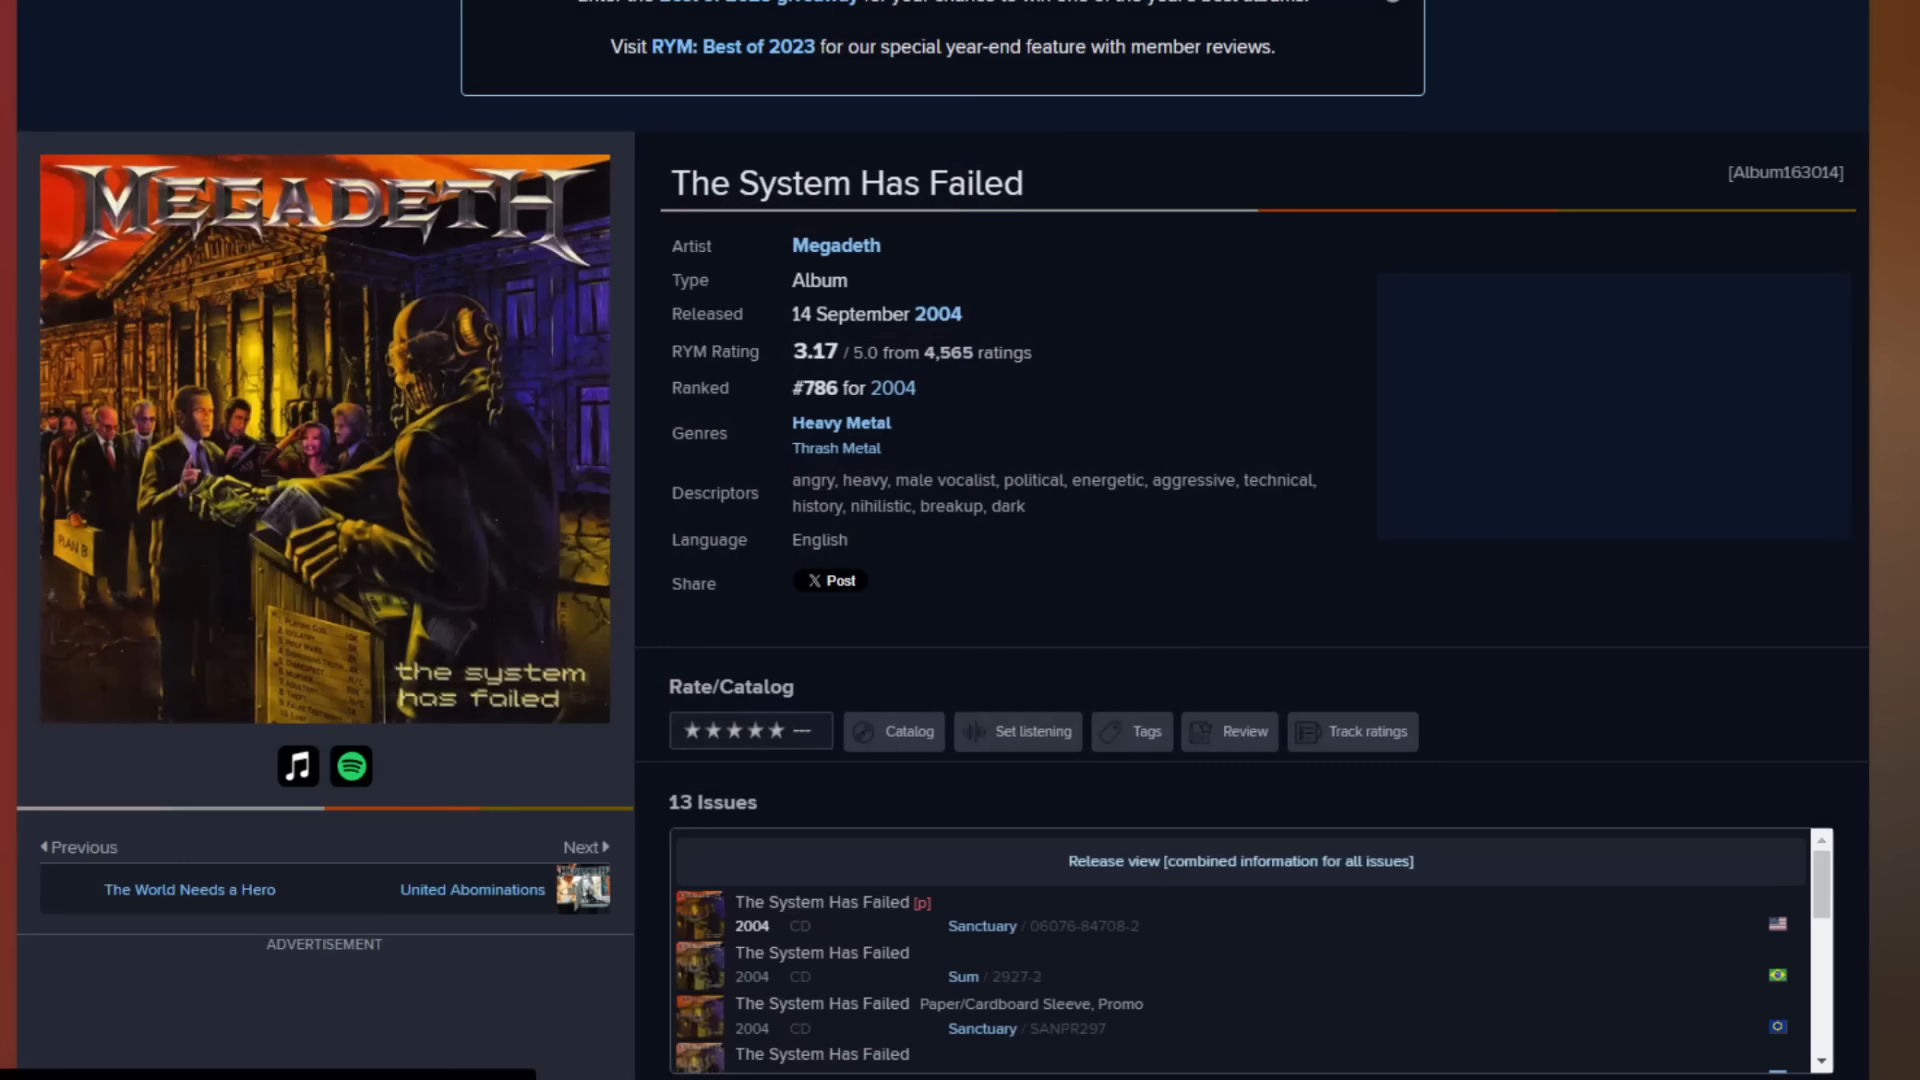 Visit RYM: Best of 2023 for our special year-end feature with member reviews.
MEGADETH
PLAN B
the system
has failed
The System Has Failed
[Album163014]
Artist Megadeth
Type Album
Released 14 September 2004
RYM Rating 3.17 / 5.0 from 4,565 ratings
Ranked #786 for 2004
Genres Heavy Metal
Thrash Metal
Descriptors angry, heavy, male vocalist, political, energetic, aggressive, technical,
history, nihilistic, breakup, dark
Language English
Share X Post
Rate/Catalog
--- Catalog Set listening Tags Review Track ratings
13 Issues
Release view [combined information for all issues]
The System Has Failed [p]
2004 CD Sanctuary / 06076-84708-2
The System Has Failed
2004 CD Sum / 2927-2
The System Has Failed Paper/Cardboard Sleeve, Promo
2004 CD Sanctuary / SANPR297
The System Has Failed
Previous Next
The World Needs a Hero United Abominations
ADVERTISEMENT